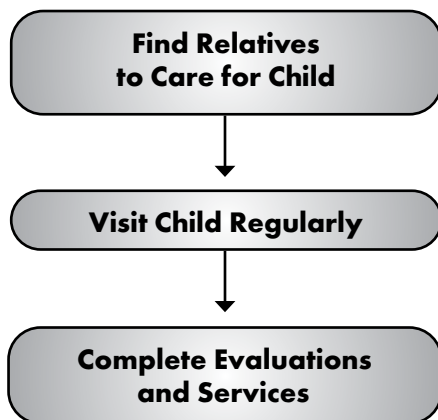 Find Relatives
to Care for Child
Visit Child Regularly
Complete Evaluations
and Services